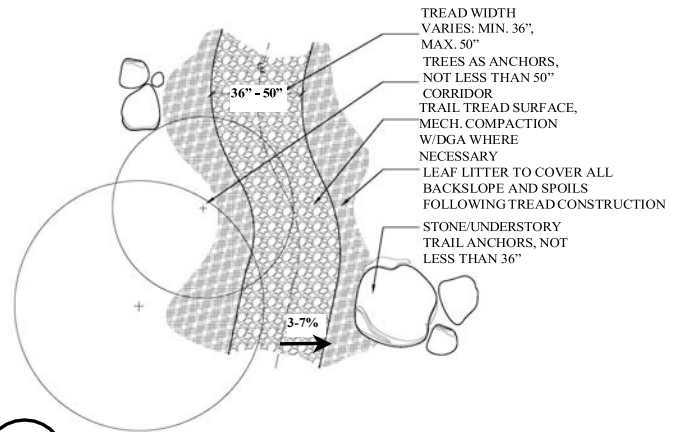 TREAD WIDTH
VARIES: MIN. 36”,
MAX. 50”
TREES AS ANCHORS,
NOT LESS THAN 50”
CORRIDOR
TRAIL TREAD SURFACE,
MECH. COMPACTION
W/DGA WHERE
NECESSARY
LEAF LITTER TO COVER ALL
BACKSLOPE AND SPOILS
FOLLOWING TREAD CONSTRUCTION
STONE/UNDERSTORY
TRAIL ANCHORS, NOT
LESS THAN 36”
36” – 50”
3-7%